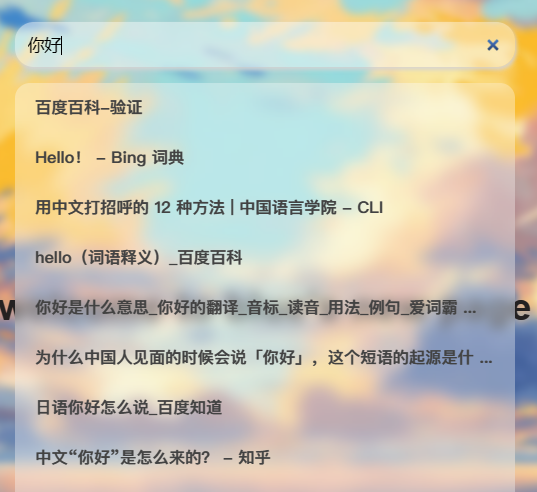 你好
百度百科-验证
Hello! - Bing 词典
用中文打招呼的 12 种方法 | 中国语言学院 - CLI
hello（词语释义）_百度百科
你好是什么意思_你好的翻译_音标_读音_用法_例句_爱词霸 ...
为什么中国人见面的时候会说「你好」，这个短语的起源是什 ...
日语你好怎么说_百度知道
中文“你好”是怎么来的？ - 知乎